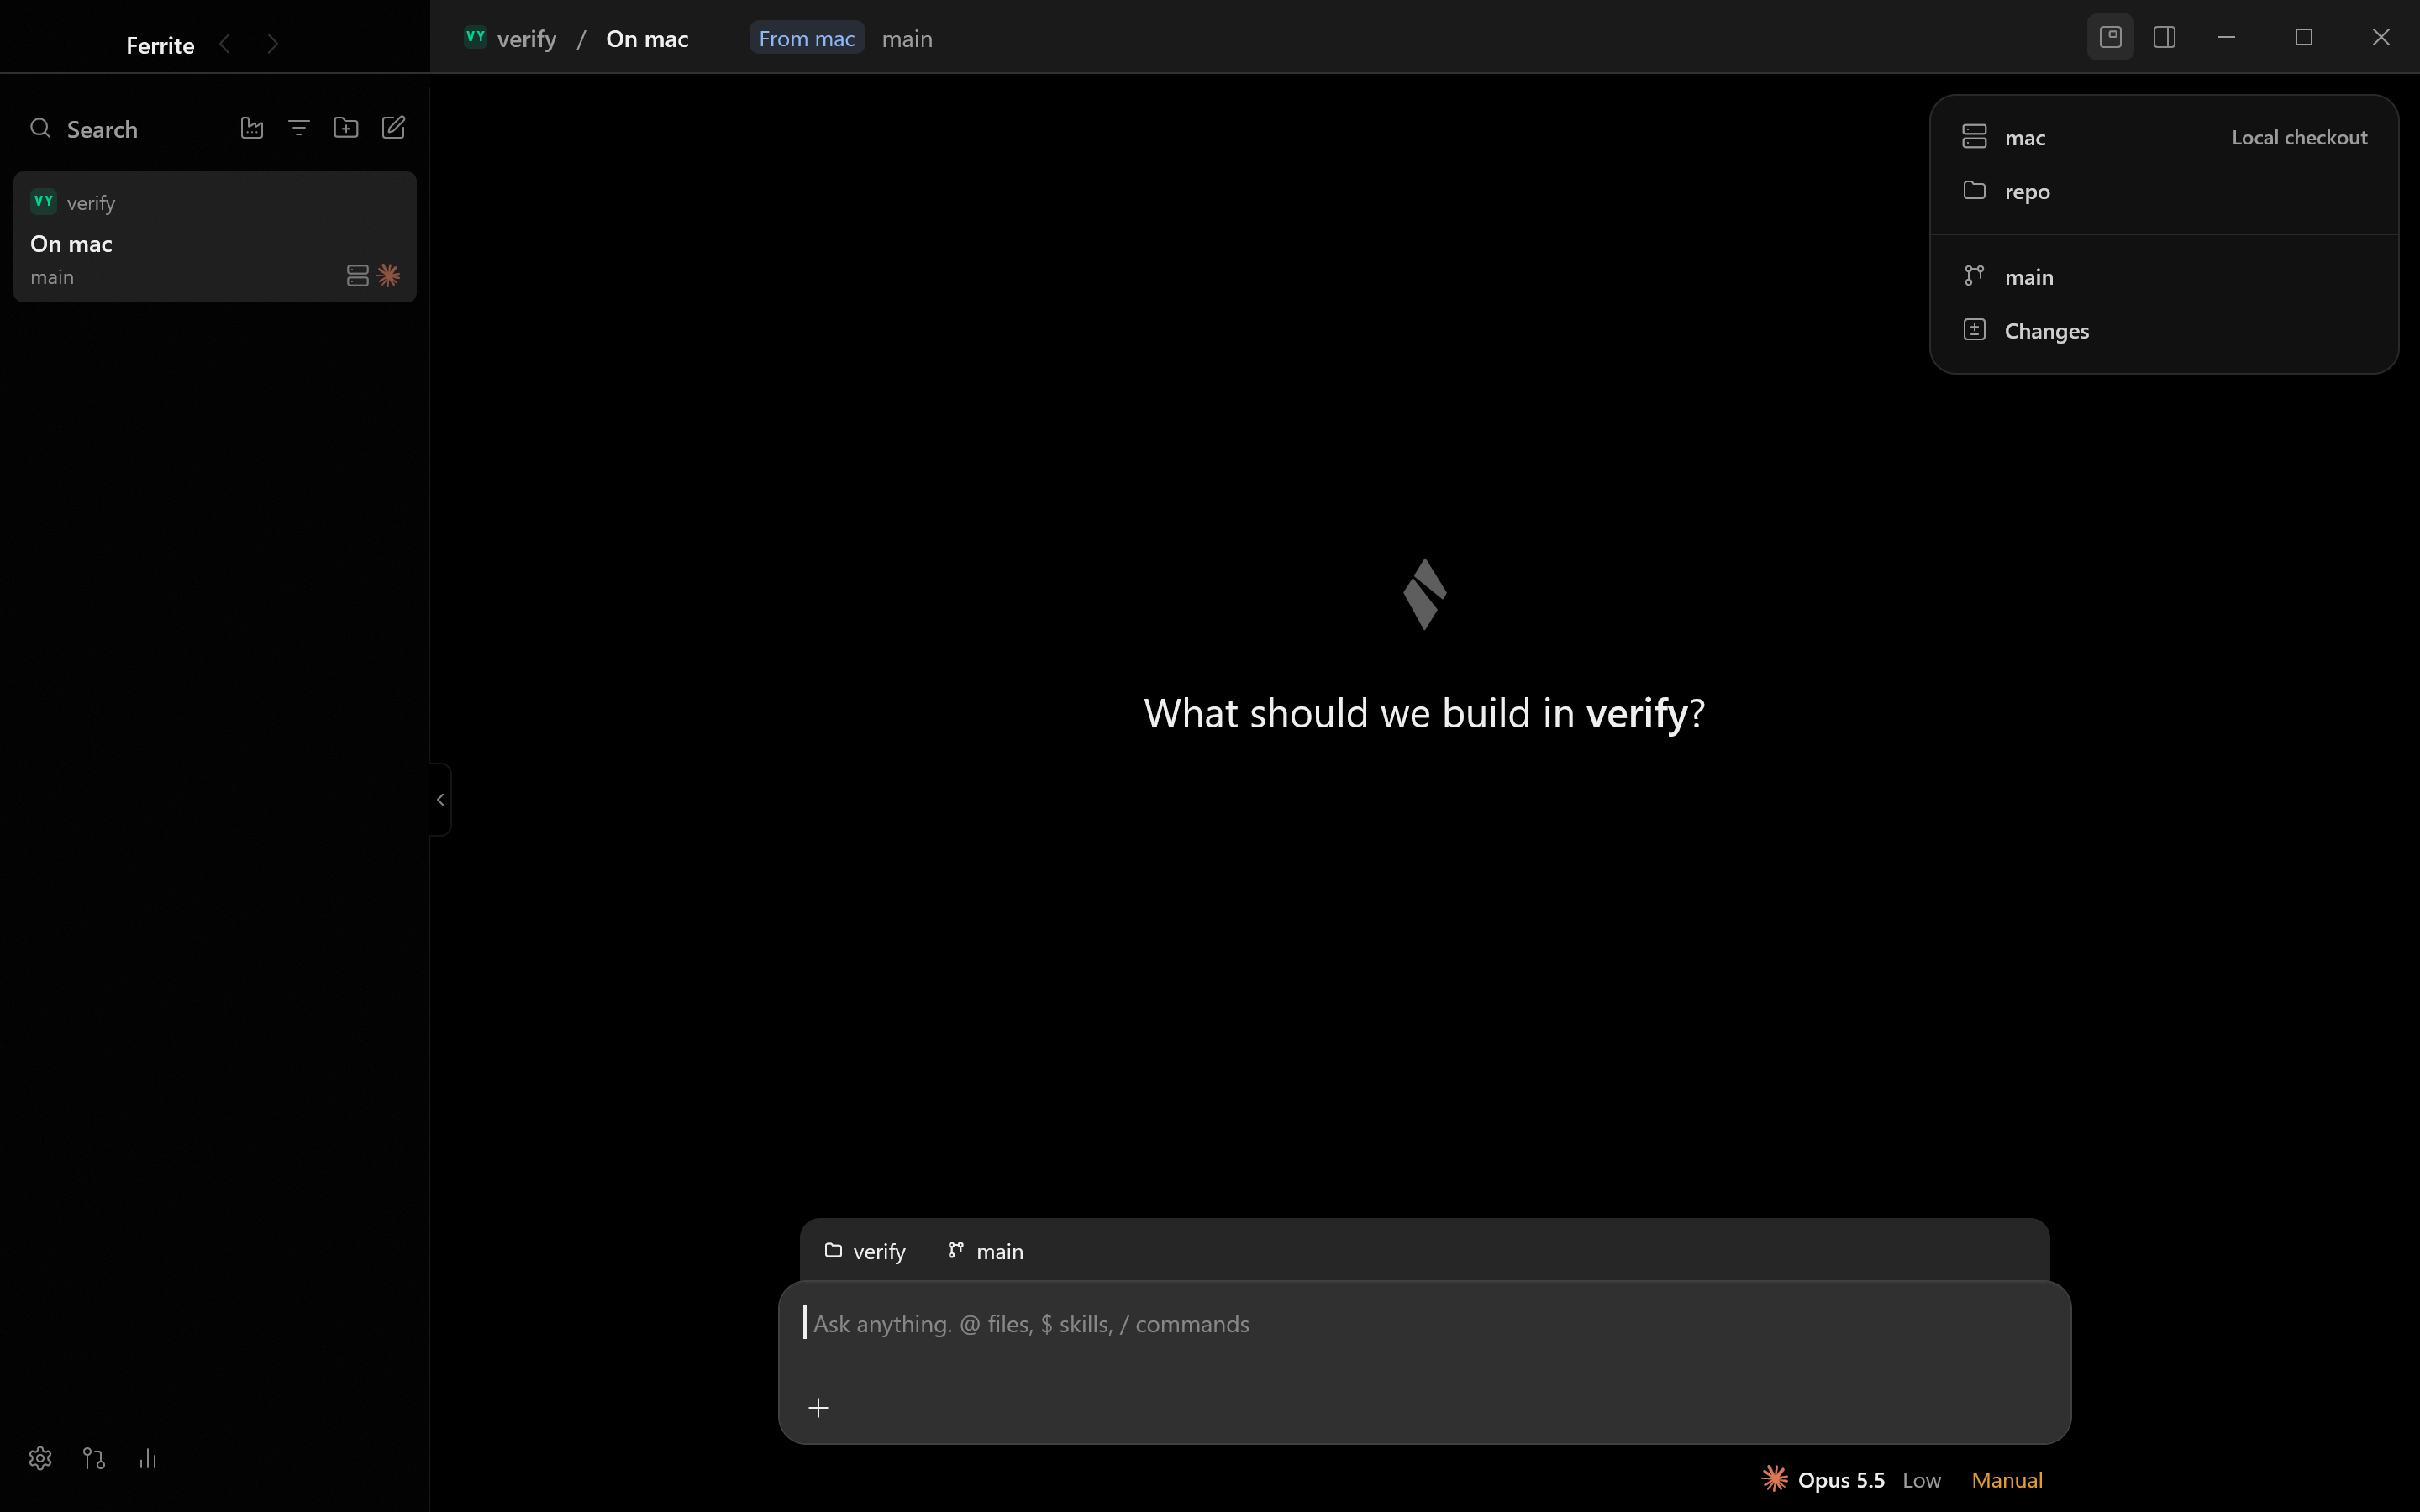 Ferrite
VY verify / On mac From mac main
Search
VY verify
On mac
main
mac Local checkout
repo
main
Changes
What should we build in verify?
verify main
Ask anything. @ files, $ skills, / commands
Opus 5.5 Low Manual